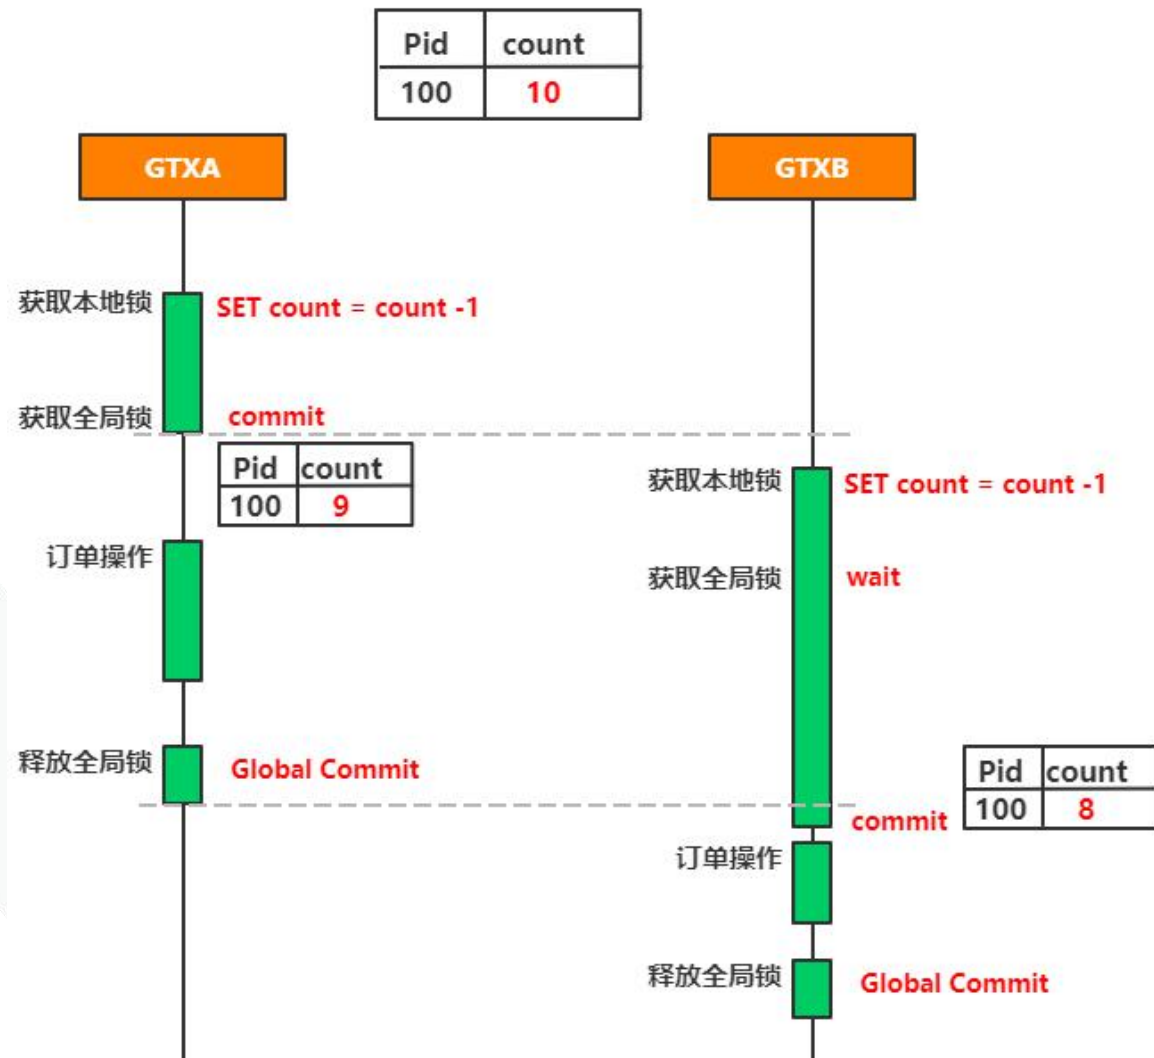 Pid count
100 10
GTXA GTXB
获取本地锁 SET count = count -1
获取全局锁 commit
Pid count
100 9
获取本地锁 SET count = count -1
订单操作
获取全局锁 wait
释放全局锁 Global Commit
Pid count
100 8
commit
订单操作
释放全局锁 Global Commit